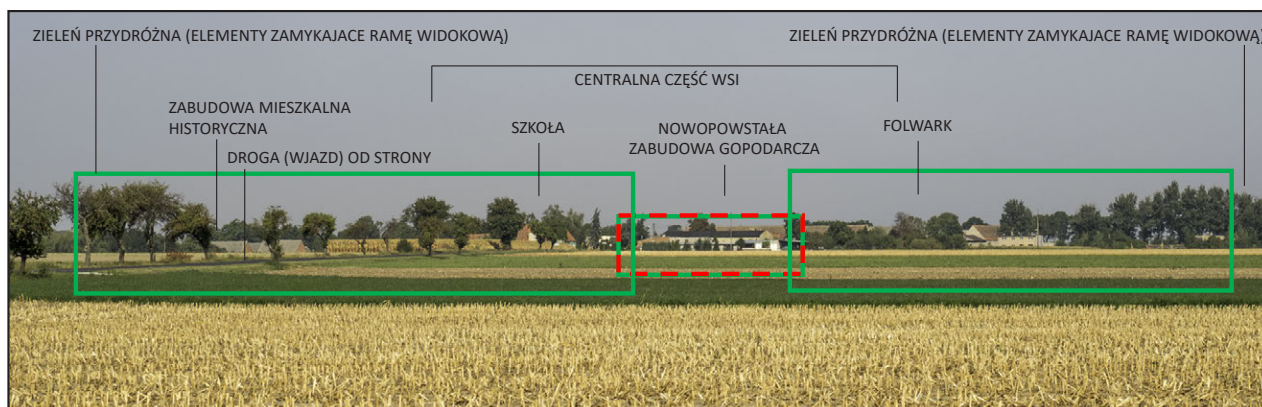 ZIELEŃ PRZYDRÓŻNA (ELEMENTY ZAMYKAJACE RAMĘ WIDOKOWĄ)
ZIELEŃ PRZYDRÓŻNA (ELEMENTY ZAMYKAJACE RAMĘ WIDOKOWĄ)
CENTRALNA CZĘŚĆ WSI
ZABUDOWA MIESZKALNA
HISTORYCZNA
DROGA (WJAZD) OD STRONY
SZKOŁA
NOWOPOWSTAŁA
ZABUDOWA GOPODARCZA
FOLWARK